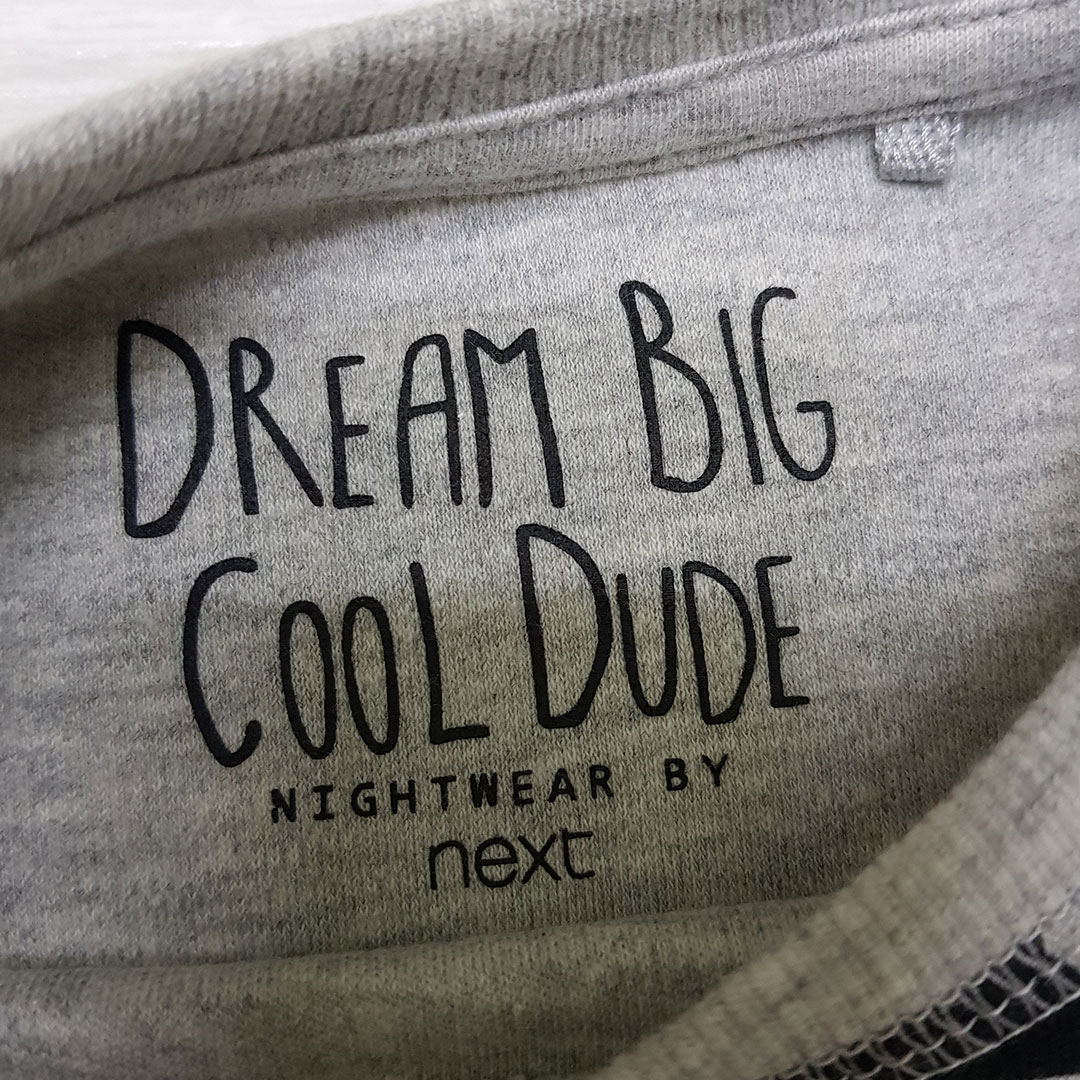 DREAM BIG
COOL DUDE
NIGHTWEAR BY
next